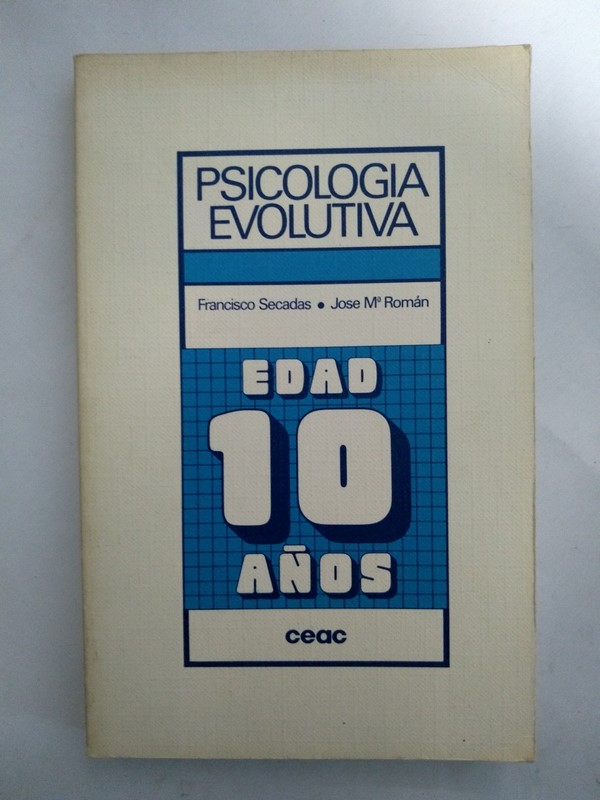 PSICOLOGIA
EVOLUTIVA
Francisco Secadas • Jose Mª Román
EDAD
10
AÑOS
ceac